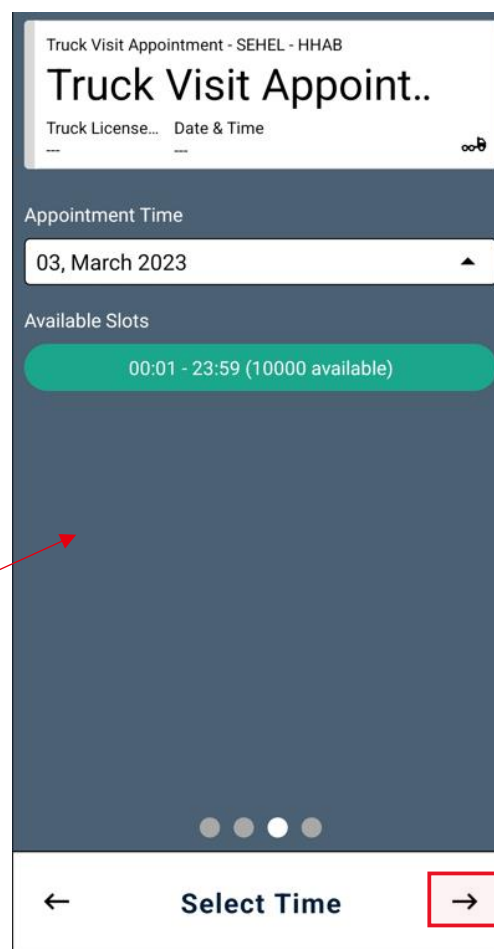 Truck Visit Appointment - SEHEL - HHAB
Truck Visit Appoint..
Truck License... Date & Time
--- ---
Appointment Time
03, March 2023
Available Slots
00:01 - 23:59 (10000 available)
Select Time